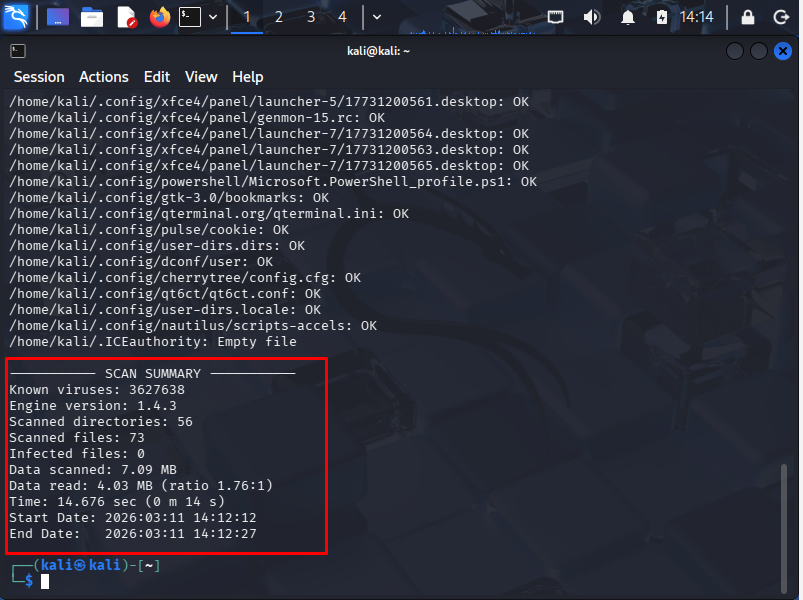 1 2 3 4 14:14
kali@kali: ~
Session Actions Edit View Help
/home/kali/.config/xfce4/panel/launcher-5/17731200561.desktop: OK
/home/kali/.config/xfce4/panel/genmon-15.rc: OK
/home/kali/.config/xfce4/panel/launcher-7/17731200564.desktop: OK
/home/kali/.config/xfce4/panel/launcher-7/17731200563.desktop: OK
/home/kali/.config/xfce4/panel/launcher-7/17731200565.desktop: OK
/home/kali/.config/powershell/Microsoft.PowerShell_profile.ps1: OK
/home/kali/.config/gtk-3.0/bookmarks: OK
/home/kali/.config/qterminal.org/qterminal.ini: OK
/home/kali/.config/pulse/cookie: OK
/home/kali/.config/user-dirs.dirs: OK
/home/kali/.config/dconf/user: OK
/home/kali/.config/cherrytree/config.cfg: OK
/home/kali/.config/qt6ct/qt6ct.conf: OK
/home/kali/.config/user-dirs.locale: OK
/home/kali/.config/nautilus/scripts-accels: OK
/home/kali/.ICEauthority: Empty file
----------- SCAN SUMMARY -----------
Known viruses: 3627638
Engine version: 1.4.3
Scanned directories: 56
Scanned files: 73
Infected files: 0
Data scanned: 7.09 MB
Data read: 4.03 MB (ratio 1.76:1)
Time: 14.676 sec (0 m 14 s)
Start Date: 2026:03:11 14:12:12
End Date:   2026:03:11 14:12:27
┌──(kali㉿kali)-[~]
└─$